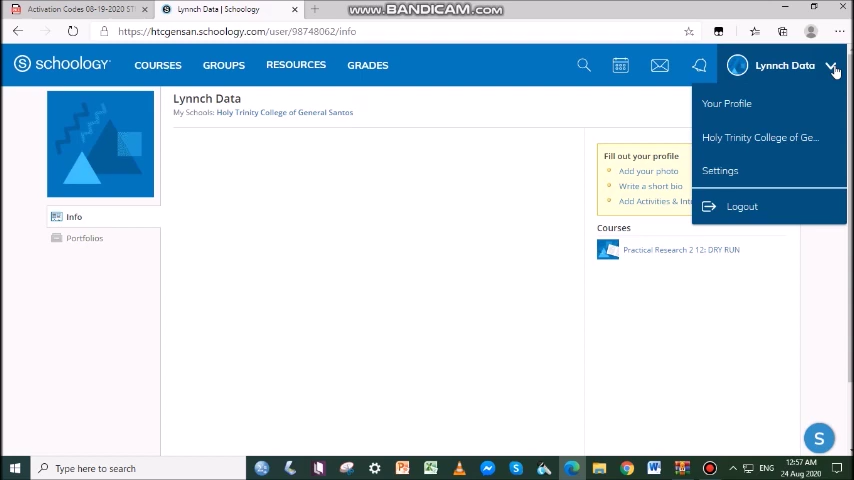 Activation Codes 08-19-2020 ST
Lynnch Data | Schoology
WWW.BANDICAM.COM
https://htcgensan.schoology.com/user/98748062/info
S schoology
COURSES
GROUPS
RESOURCES
GRADES
Lynnch Data
Your Profile
Holy Trinity College of Ge...
Settings
Logout
Lynnch Data
My Schools: Holy Trinity College of General Santos
Info
Portfolios
Fill out your profile
Add your photo
Write a short bio
Add Activities & Int
Courses
Practical Research 2 12: DRY RUN
S
Type here to search
ENG
12:57 AM
24 Aug 2020